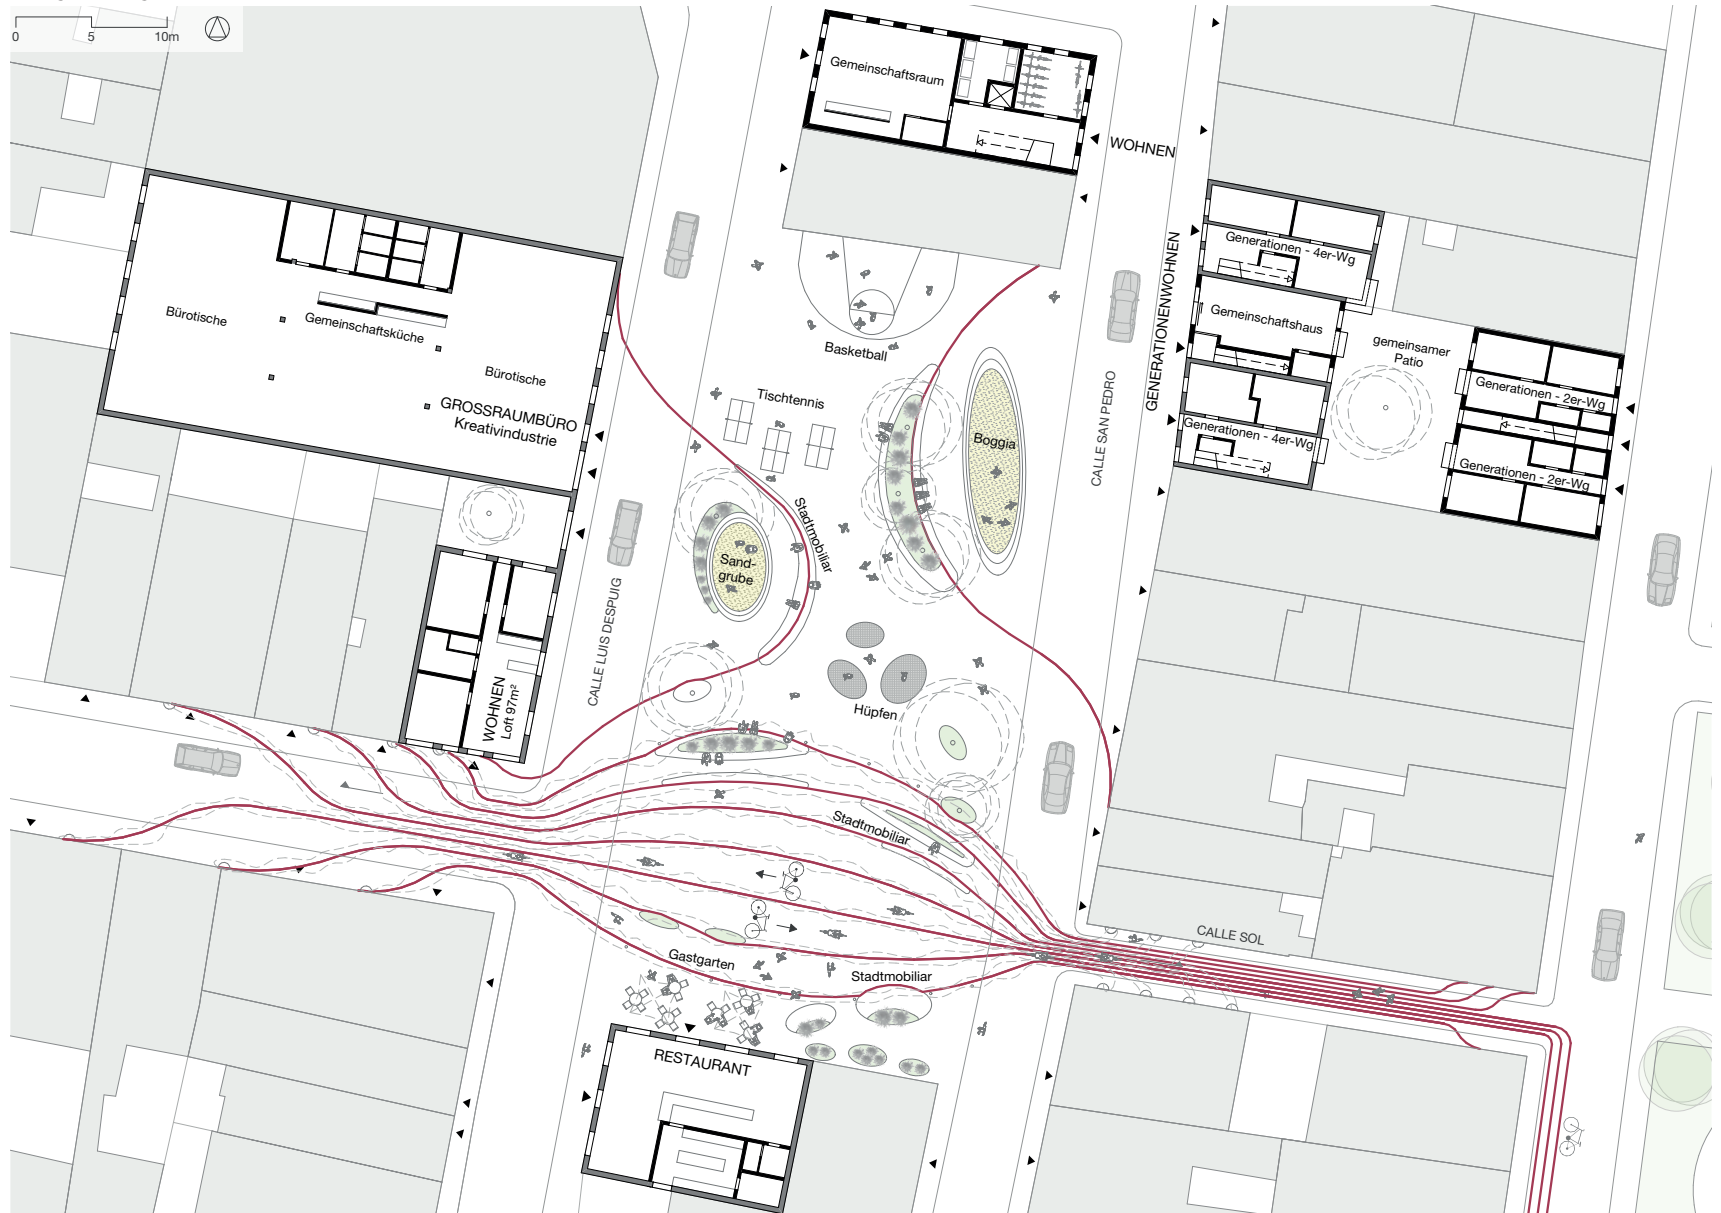 0 5 10m
Gemeinschaftsraum
WOHNEN
Generationen - 4er-Wg
GENERATIONENWOHNEN
Gemeinschaftshaus
gemeinsamer
Patio
Generationen - 2er-Wg
Generationen - 4er-Wg
Generationen - 2er-Wg
Bürotische
Gemeinschaftsküche
Bürotische
GROSSRAUMBÜRO
Kreativindustrie
Basketball
Tischtennis
Boggia
CALLE SAN PEDRO
Stadtmobiliar
Sand-
grube
CALLE LUIS DESPUIG
WOHNEN
Loft 97m²
Hüpfen
Stadtmobiliar
CALLE SOL
Gastgarten
Stadtmobiliar
RESTAURANT